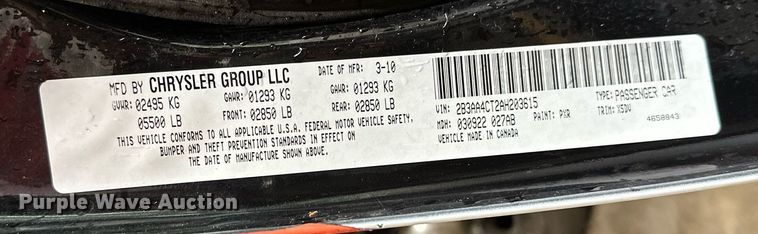 MFD BY CHRYSLER GROUP LLC DATE OF MFR: 3-10
GVWR: 02495 KG GAWR: 01293 KG GAWR: 01293 KG
05500 LB FRONT: 02850 LB REAR: 02850 LB
THIS VEHICLE CONFORMS TO ALL APPLICABLE U.S.A. FEDERAL MOTOR VEHICLE SAFETY,
BUMPER AND THEFT PREVENTION STANDARDS IN EFFECT ON
THE DATE OF MANUFACTURE SHOWN ABOVE.
VIN: 2B3AA4CT2AH203615 TYPE: PASSENGER CAR
MDH: 030922 027AB PAINT: PXR TRIM: X5DV
VEHICLE MADE IN CANADA 4658843
Purple Wave Auction